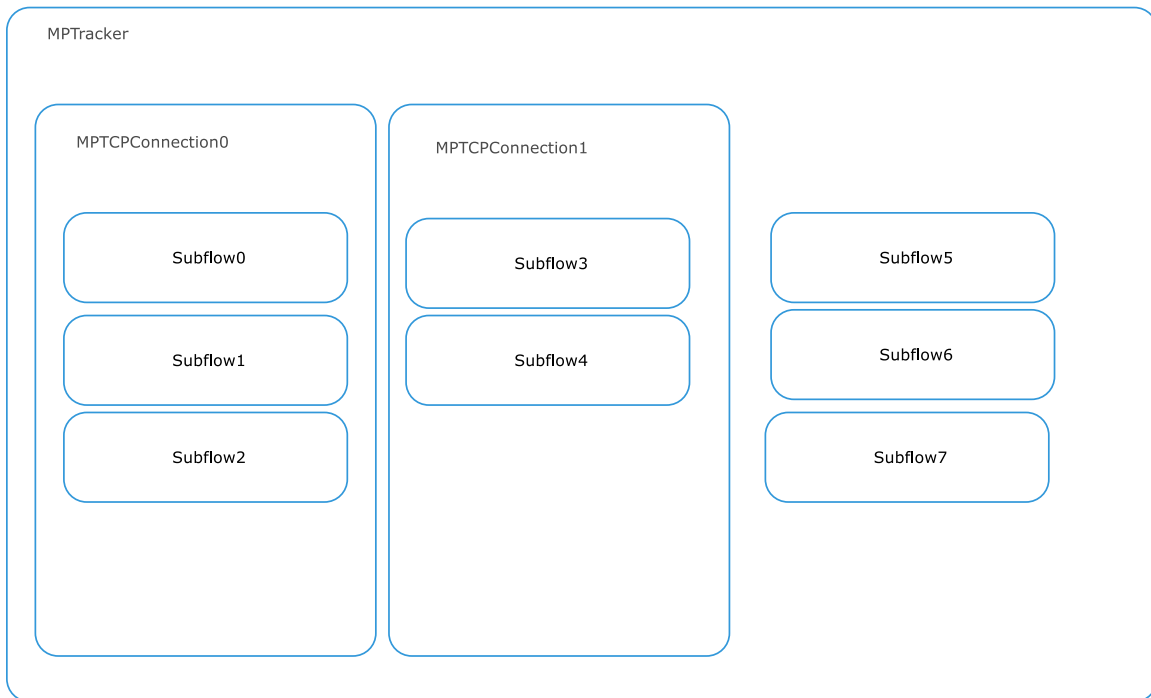 MPTracker
MPTCPConnection0
Subflow0
Subflow1
Subflow2
MPTCPConnection1
Subflow3
Subflow4
Subflow5
Subflow6
Subflow7